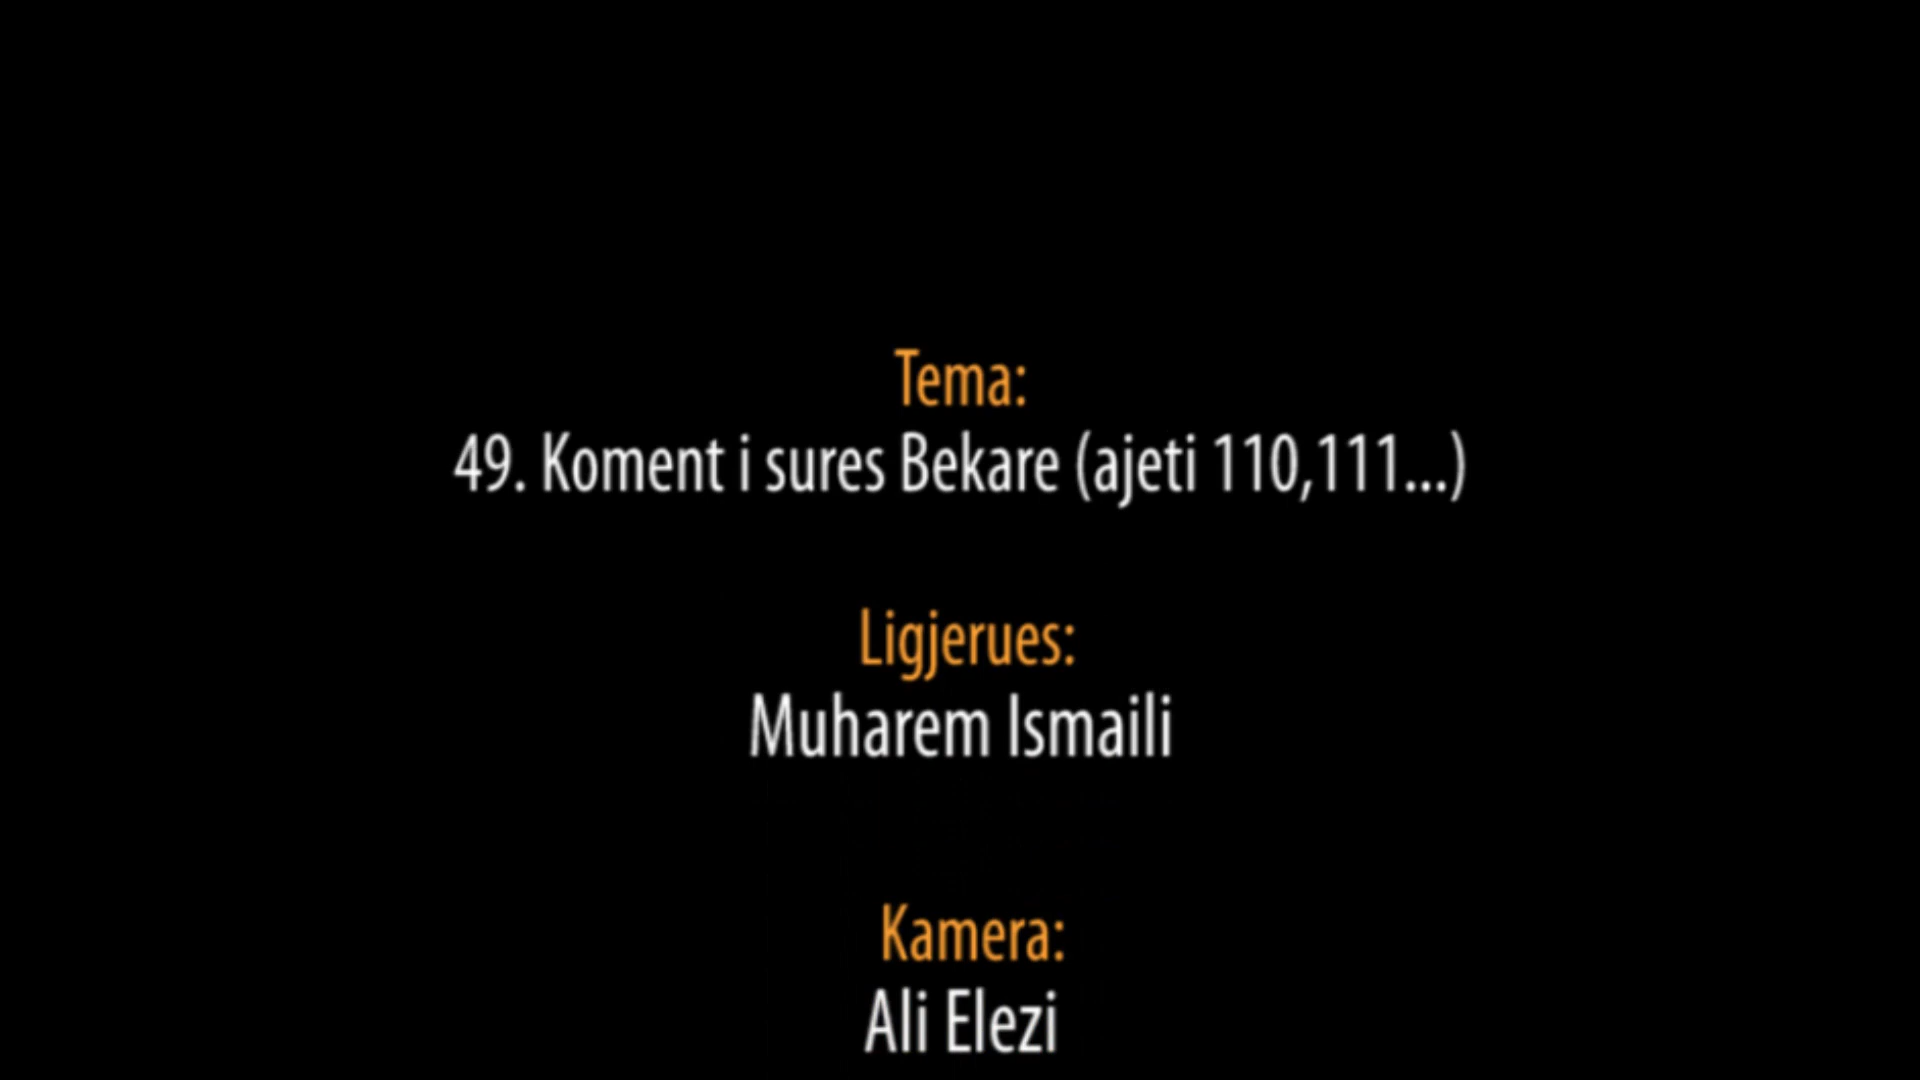 Tema:
49. Koment i sures Bekare (ajeti 110,111...)
Ligjerues:
Muharem Ismaili
Kamera:
Ali Elezi